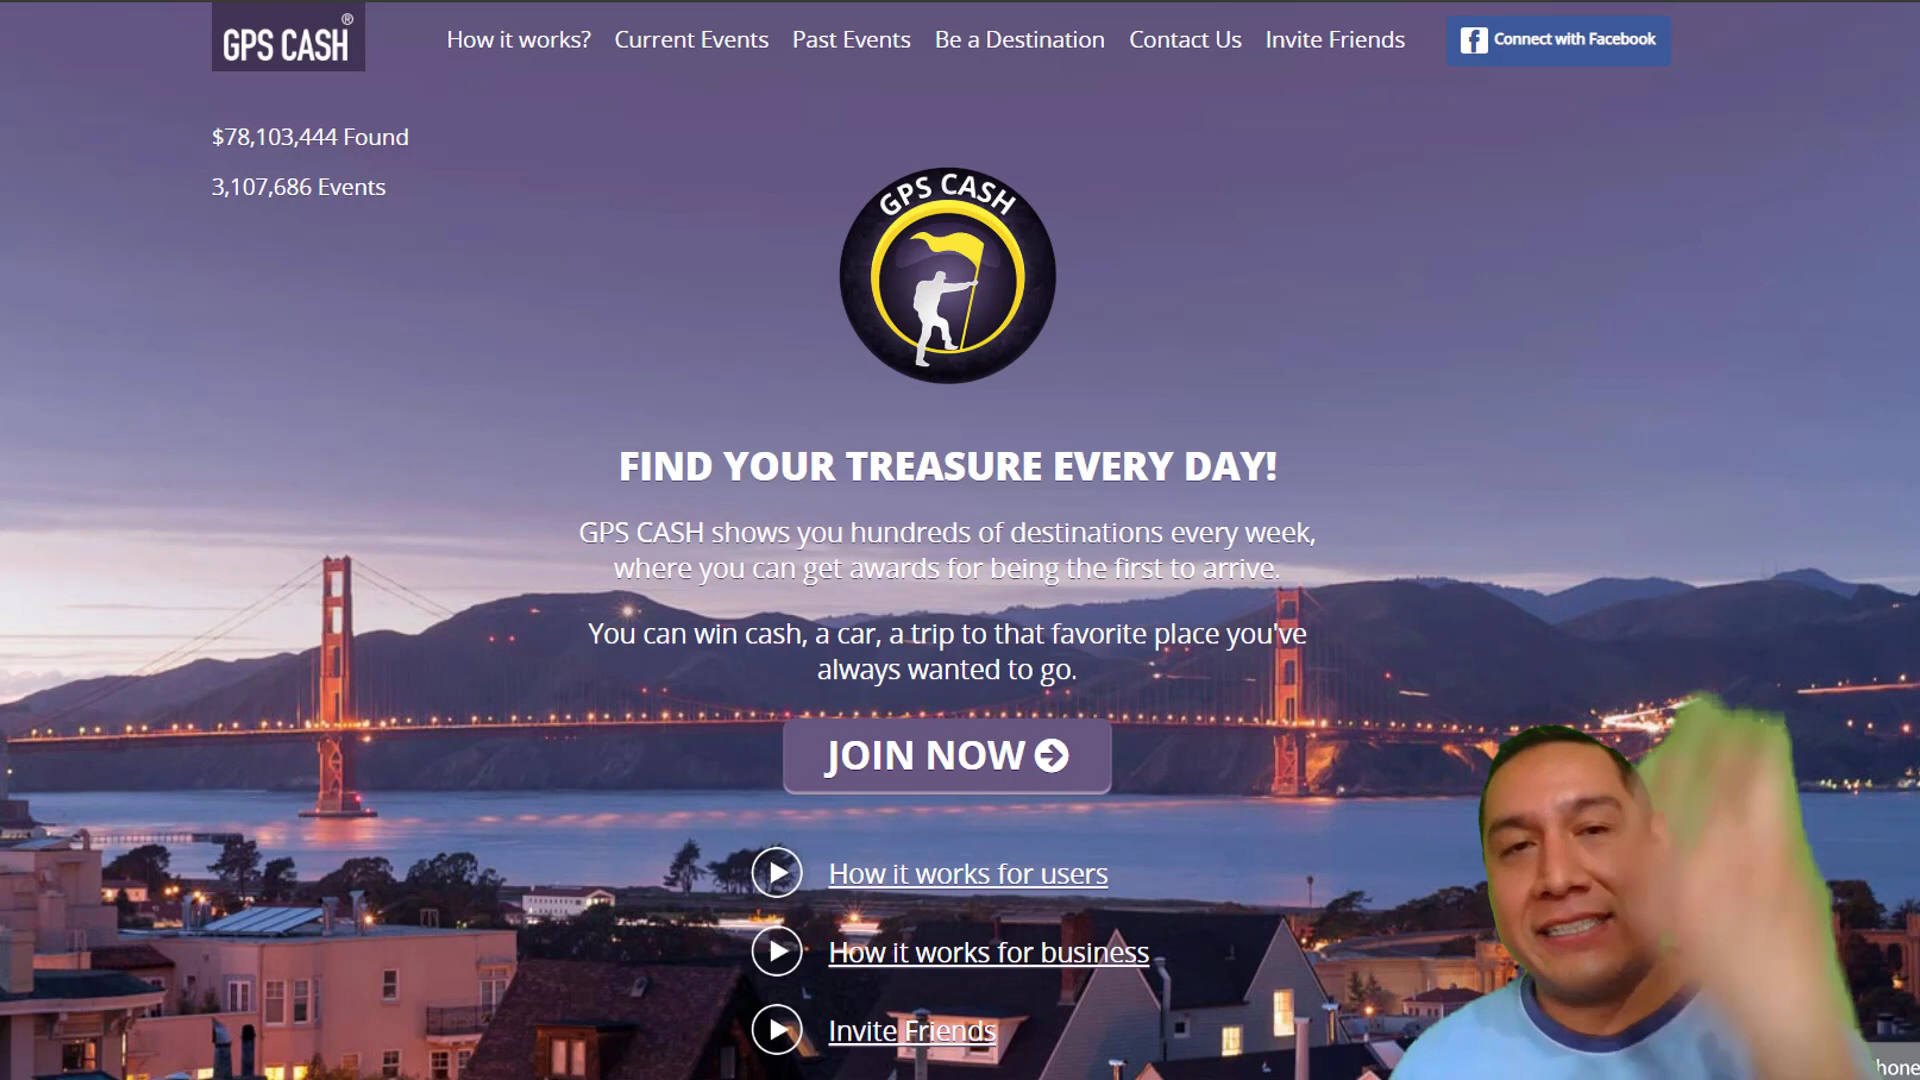 GPS CASH®
How it works?
Current Events
Past Events
Be a Destination
Contact Us
Invite Friends
Connect with Facebook
$78,103,444 Found
3,107,686 Events
GPS CASH
FIND YOUR TREASURE EVERY DAY!
GPS CASH shows you hundreds of destinations every week,
where you can get awards for being the first to arrive.
You can win cash, a car, a trip to that favorite place you've
always wanted to go.
JOIN NOW
How it works for users
How it works for business
Invite Friends